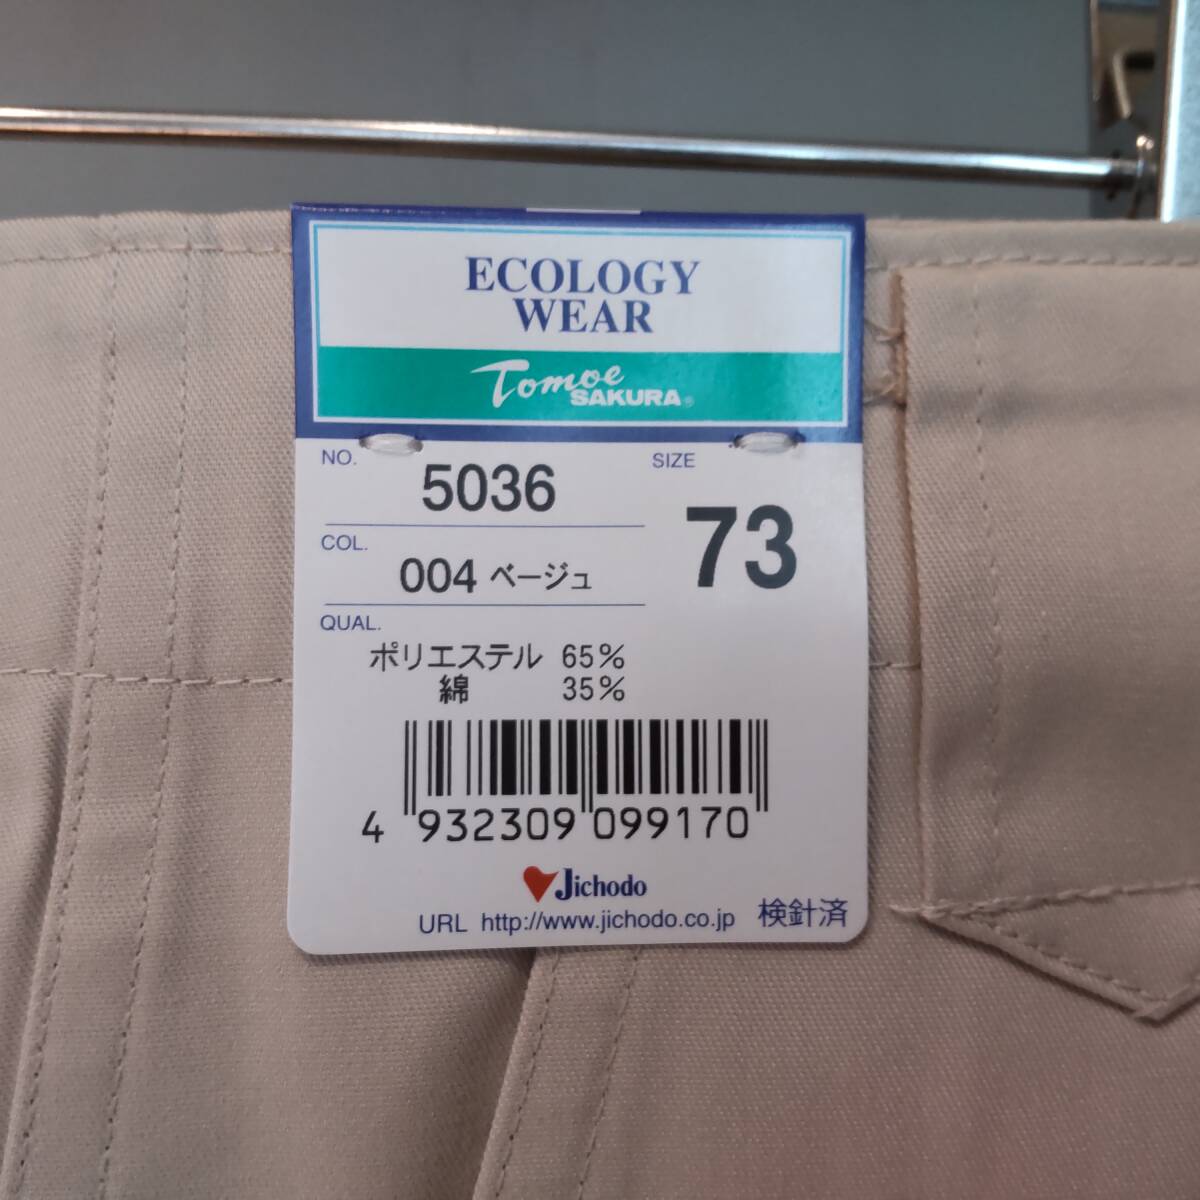 ECOLOGY
WEAR
Tomoe
SAKURA®
NO.
5036
SIZE
73
COL.
004 ベージュ
QUAL.
ポリエステル 65%
綿 35%
4 932309 099170
Jichodo
URL http://www.jichodo.co.jp 検針済